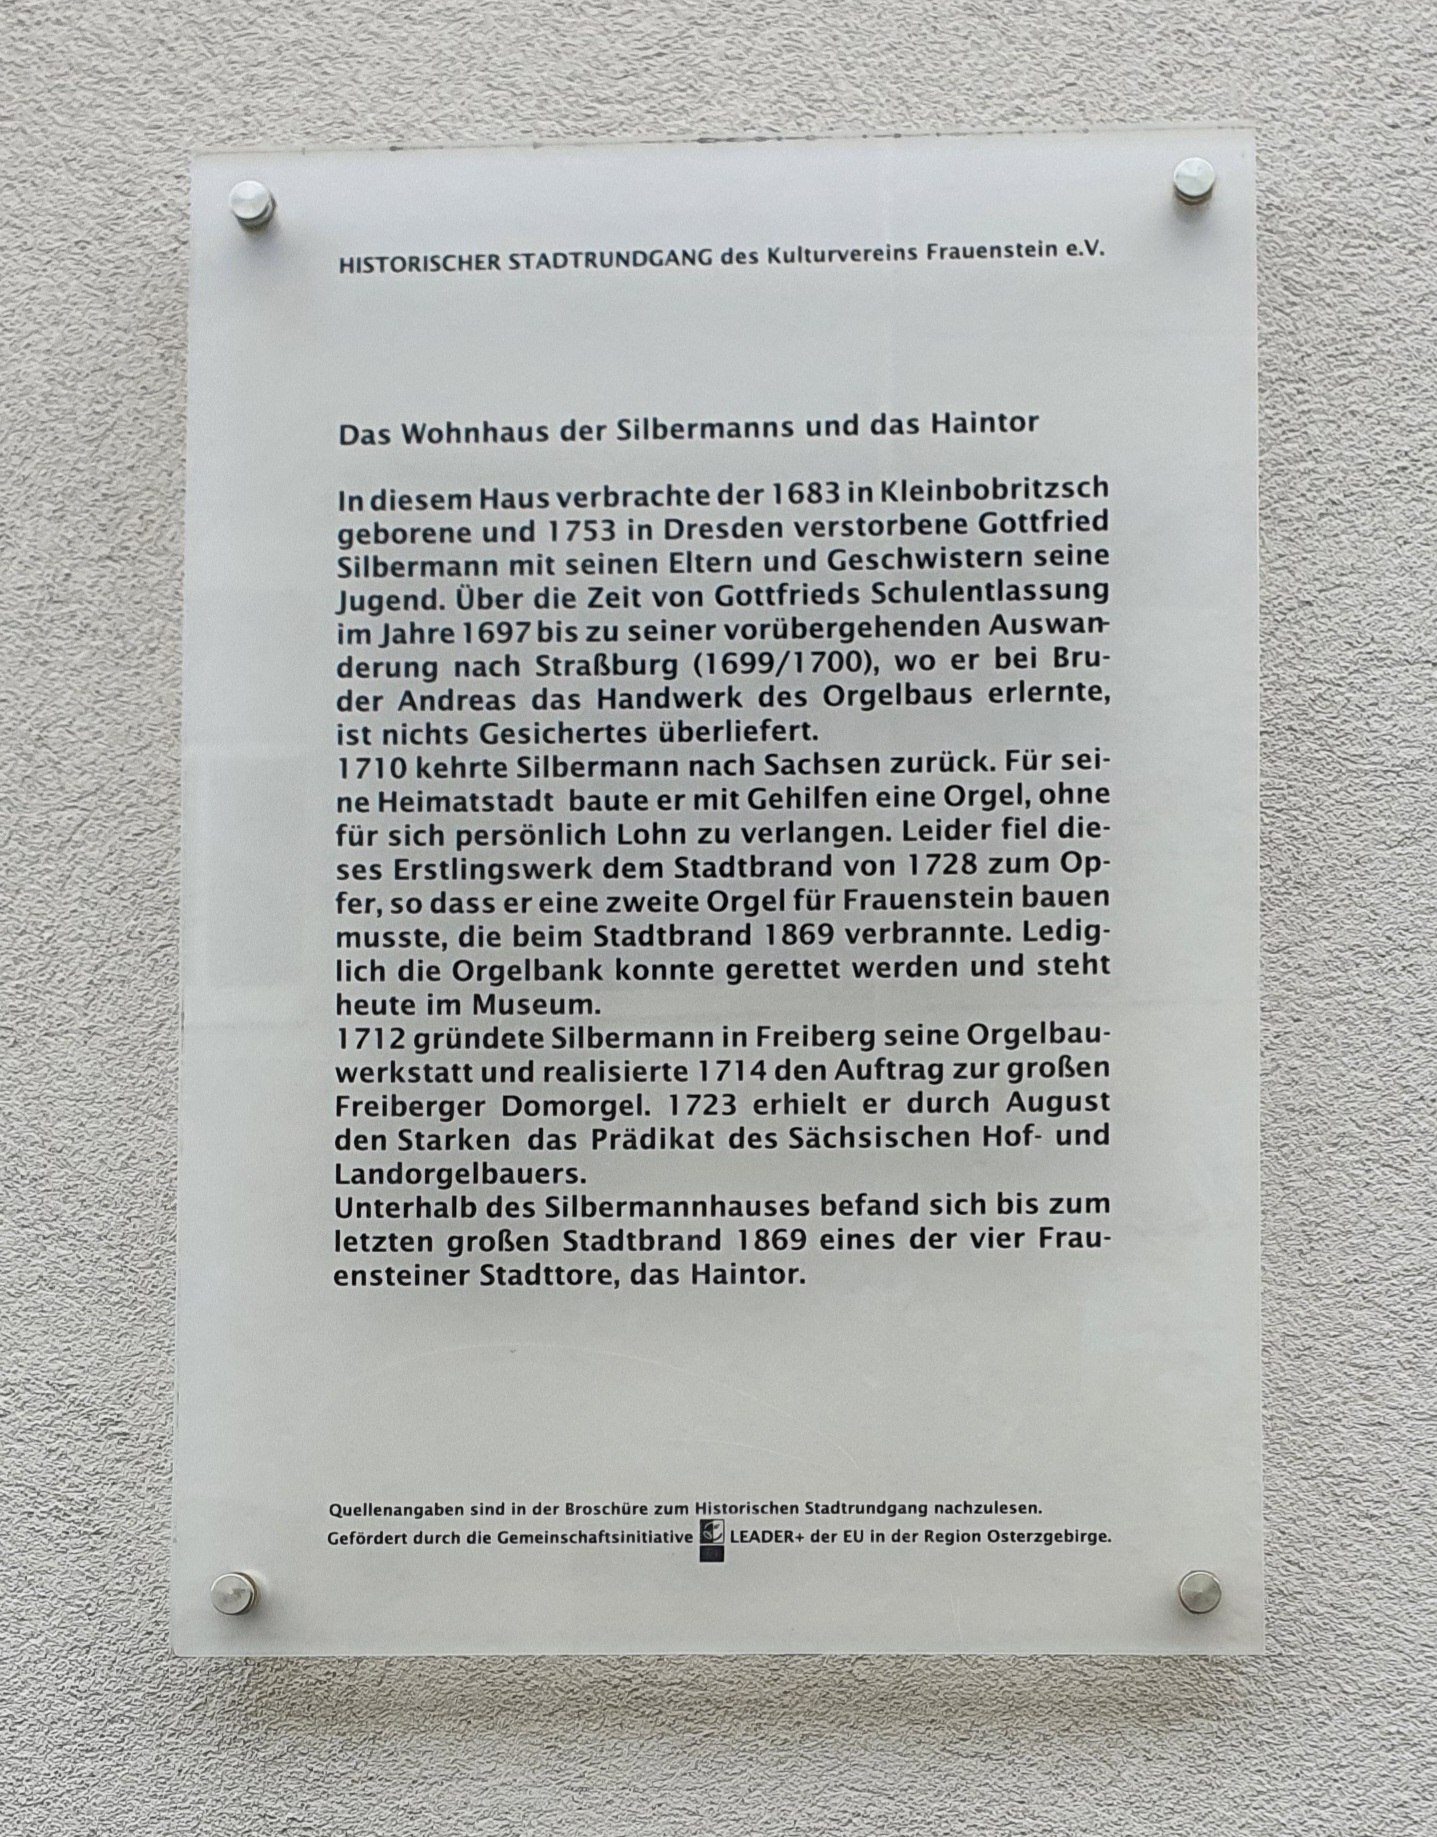 HISTORISCHER STADTRUNDGANG des Kulturvereins Frauenstein e.V.
Das Wohnhaus der Silbermanns und das Haintor
In diesem Haus verbrachte der 1683 in Kleinbobritzsch
geborene und 1753 in Dresden verstorbene Gottfried
Silbermann mit seinen Eltern und Geschwistern seine
Jugend. Über die Zeit von Gottfrieds Schulentlassung
im Jahre 1697 bis zu seiner vorübergehenden Auswan-
derung nach Straßburg (1699/1700), wo er bei Bru-
der Andreas das Handwerk des Orgelbaus erlernte,
ist nichts Gesichertes überliefert.
1710 kehrte Silbermann nach Sachsen zurück. Für sei-
ne Heimatstadt baute er mit Gehilfen eine Orgel, ohne
für sich persönlich Lohn zu verlangen. Leider fiel die-
ses Erstlingswerk dem Stadtbrand von 1728 zum Op-
fer, so dass er eine zweite Orgel für Frauenstein bauen
musste, die beim Stadtbrand 1869 verbrannte. Ledig-
lich die Orgelbank konnte gerettet werden und steht
heute im Museum.
1712 gründete Silbermann in Freiberg seine Orgelbau-
werkstatt und realisierte 1714 den Auftrag zur großen
Freiberger Domorgel. 1723 erhielt er durch August
den Starken das Prädikat des Sächsischen Hof- und
Landorgelbauers.
Unterhalb des Silbermannhauses befand sich bis zum
letzten großen Stadtbrand 1869 eines der vier Frau-
ensteiner Stadttore, das Haintor.
Quellenangaben sind in der Broschüre zum Historischen Stadtrundgang nachzulesen.
Gefördert durch die Gemeinschaftsinitiative LEADER+ der EU in der Region Osterzgebirge.